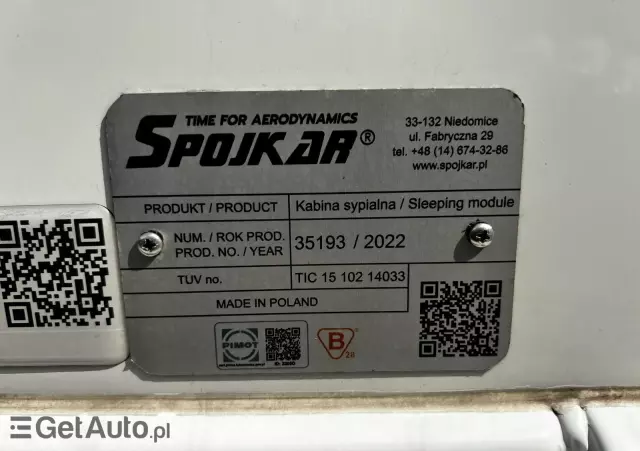 TIME FOR AERODYNAMICS
SPOJKAR®
33-132 Niedomice
ul. Fabryczna 29
tel. +48 (14) 674-32-86
www.spojkar.pl
PRODUKT / PRODUCT
Kabina sypialna / Sleeping module
NUM. / ROK PROD.
PROD. NO. / YEAR
35193 / 2022
TUV no.
TIC 15 102 14033
MADE IN POLAND
PIMOT
B
28
GetAuto.pl